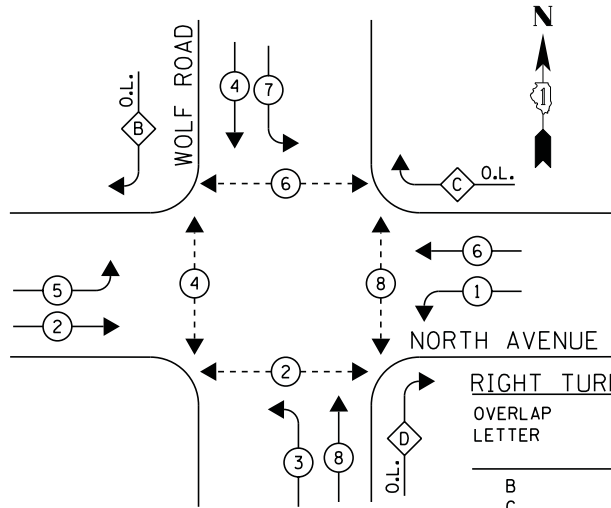 N
1
WOLF ROAD
4
7
O.L.
B
6
C
O.L.
5
2
4
8
6
1
NORTH AVENUE
2
3
8
D
O.L.
RIGHT TUR
OVERLAP
LETTER
B